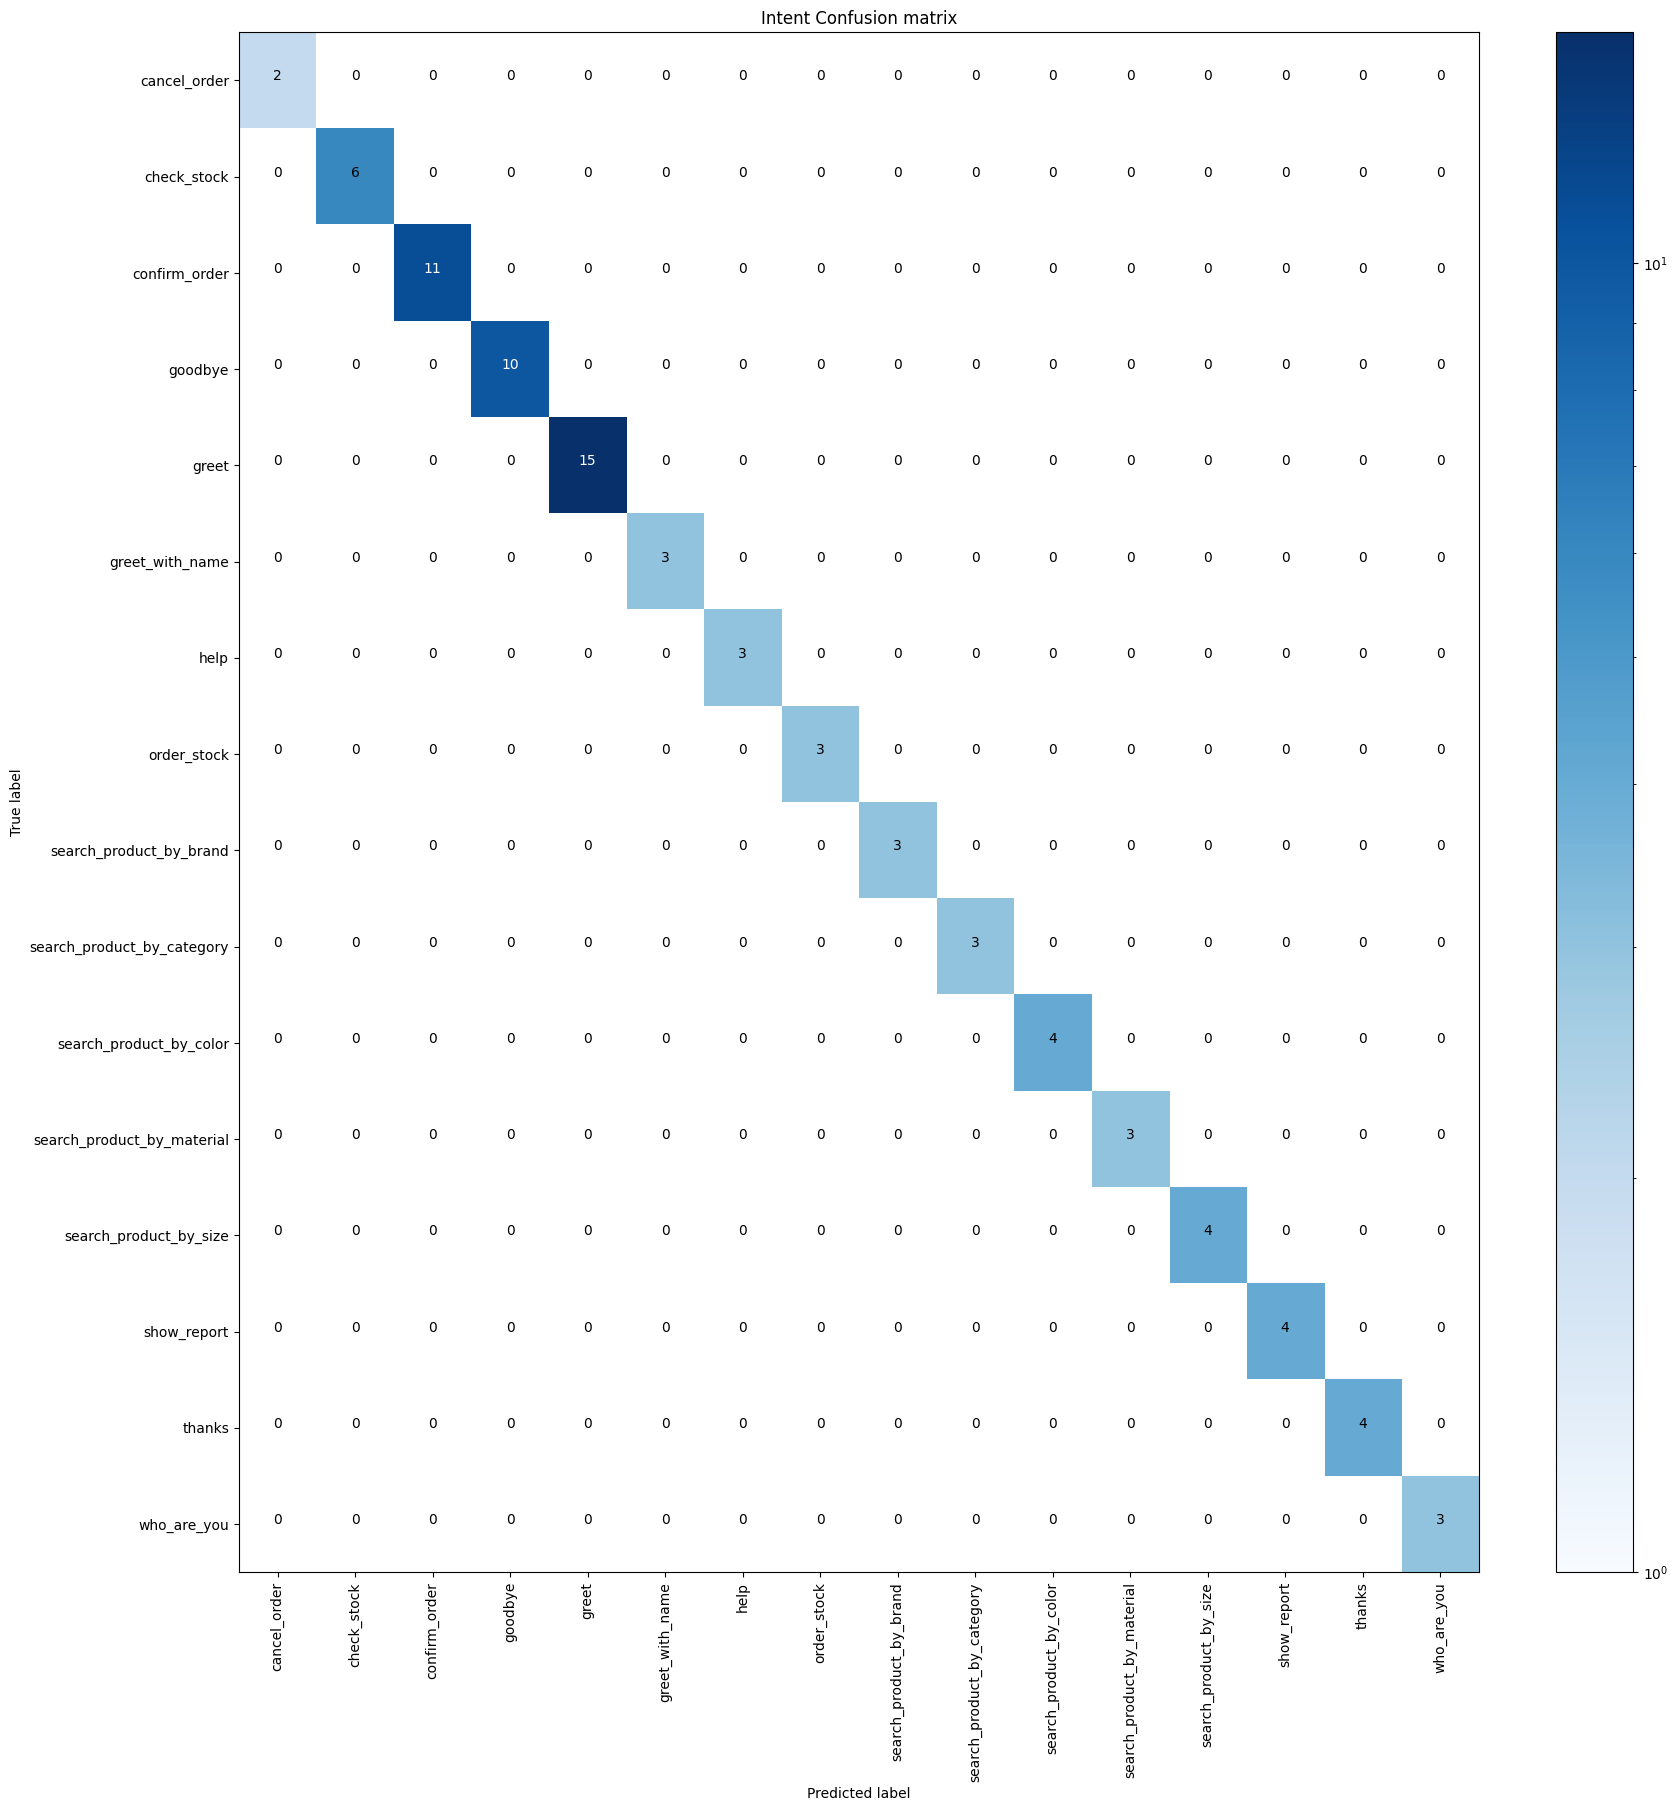 Intent Confusion matrix
cancel_order 2 0 0 0 0 0 0 0 0 0 0 0 0 0 0 0
check_stock 0 6 0 0 0 0 0 0 0 0 0 0 0 0 0 0
confirm_order 0 0 11 0 0 0 0 0 0 0 0 0 0 0 0 0
goodbye 0 0 0 10 0 0 0 0 0 0 0 0 0 0 0 0
greet 0 0 0 0 15 0 0 0 0 0 0 0 0 0 0 0
greet_with_name 0 0 0 0 0 3 0 0 0 0 0 0 0 0 0 0
help 0 0 0 0 0 0 3 0 0 0 0 0 0 0 0 0
order_stock 0 0 0 0 0 0 0 3 0 0 0 0 0 0 0 0
search_product_by_brand 0 0 0 0 0 0 0 0 3 0 0 0 0 0 0 0
search_product_by_category 0 0 0 0 0 0 0 0 0 3 0 0 0 0 0 0
search_product_by_color 0 0 0 0 0 0 0 0 0 0 4 0 0 0 0 0
search_product_by_material 0 0 0 0 0 0 0 0 0 0 0 3 0 0 0 0
search_product_by_size 0 0 0 0 0 0 0 0 0 0 0 0 4 0 0 0
show_report 0 0 0 0 0 0 0 0 0 0 0 0 0 4 0 0
thanks 0 0 0 0 0 0 0 0 0 0 0 0 0 0 4 0
who_are_you 0 0 0 0 0 0 0 0 0 0 0 0 0 0 0 3
True label
cancel_order
check_stock
confirm_order
goodbye
greet
greet_with_name
help
order_stock
search_product_by_brand
search_product_by_category
search_product_by_color
search_product_by_material
search_product_by_size
show_report
thanks
who_are_you
Predicted label
10¹
10⁰